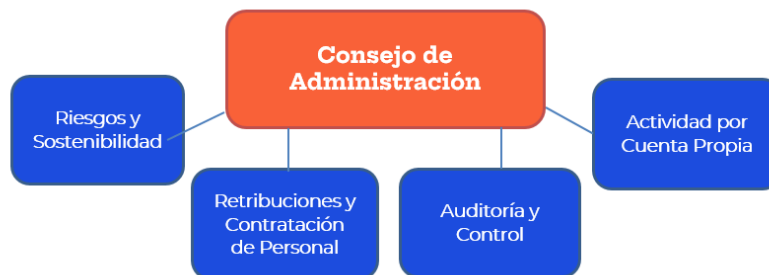 Consejo de
Administración
Riesgos y
Sostenibilidad
Actividad por
Cuenta Propia
Retribuciones y
Contratación
de Personal
Auditoría y
Control